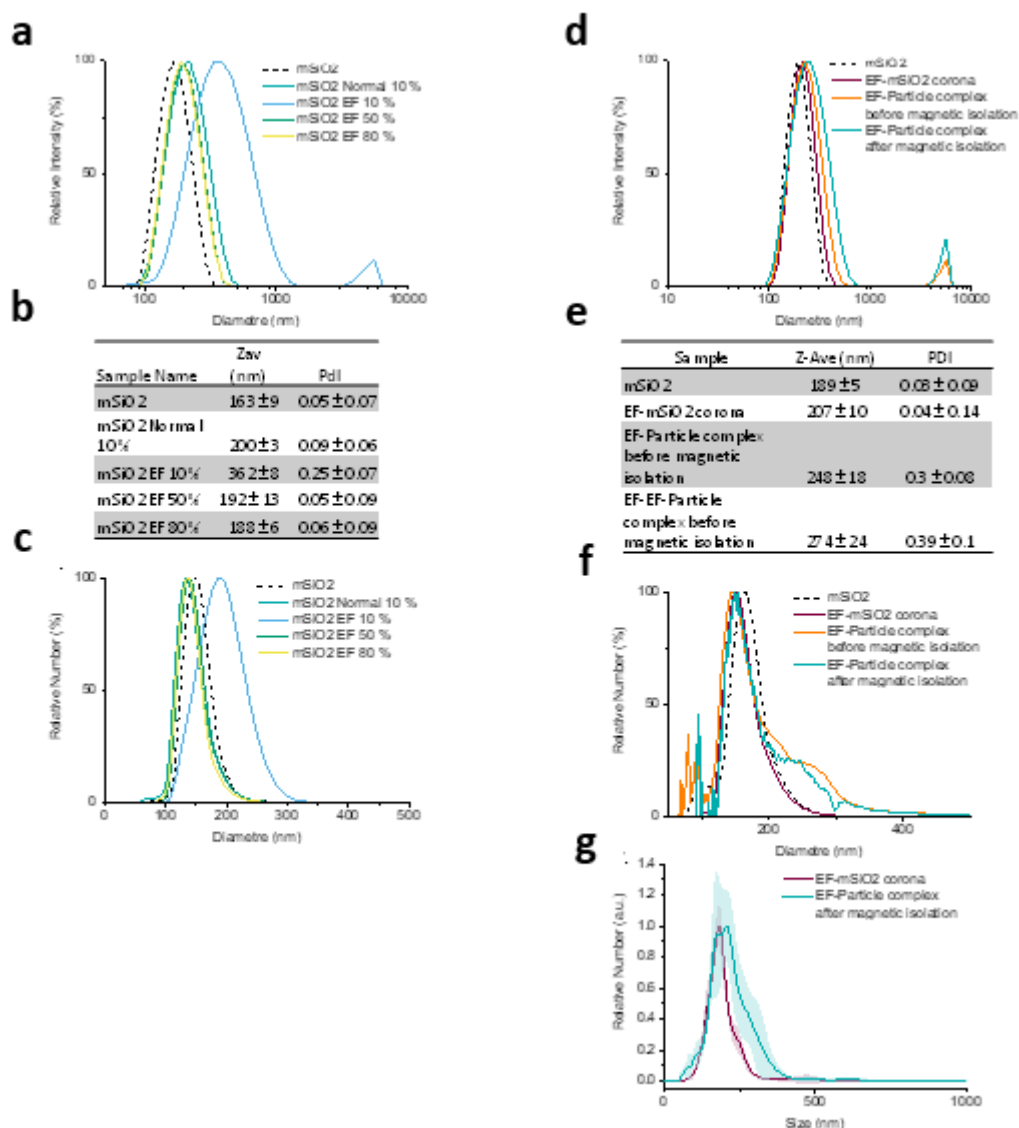 a
100
50
0
Relative Intensity (%)
mSiO2
mSiO2 Normal 10 %
mSiO2 EF 10 %
mSiO2 EF 50 %
mSiO2 EF 80 %
100
1000
10000
Diametre (nm)
b
Zav
Sample Name (nm) PdI
mSiO2 163 ±9 0.05 ±0.07
mSiO2 Normal
10% 200±3 0.09 ±0.06
mSiO2 EF 10% 362±8 0.25 ±0.07
mSiO2 EF 50% 192± 13 0.05 ±0.09
mSiO2 EF 80% 188±6 0.06 ±0.09
c
100
50
0
Relative Number (%)
mSiO2
mSiO2 Normal 10 %
mSiO2 EF 10 %
mSiO2 EF 50 %
mSiO2 EF 80 %
0
100
200
300
400
500
Diametre (nm)
d
100
50
0
Relative Intensity (%)
mSiO2
EF-mSiO2 corona
EF-Particle complex
before magnetic isolation
EF-Particle complex
after magnetic isolation
10
100
1000
10000
Diametre (nm)
e
Sample Z-Ave (nm) PDI
mSiO2 189 ±5 0.03 ±0.09
EF-mSiO2 corona 207 ±10 0.04 ±0.14
EF-Particle complex
before magnetic
isolation 248 ±18 0.3 ±0.08
EF-EF-Particle
complex before
magnetic isolation 274 ±24 0.39 ±0.1
f
100
50
0
Relative Number (%)
mSiO2
EF-mSiO2 corona
EF-Particle complex
before magnetic isolation
EF-Particle complex
after magnetic isolation
200
400
Diametre (nm)
g
1.4
1.2
1.0
0.8
0.6
0.4
0.2
0.0
Relative Number (a.u.)
EF-mSiO2 corona
EF-Particle complex
after magnetic isolation
0
500
1000
Size (nm)